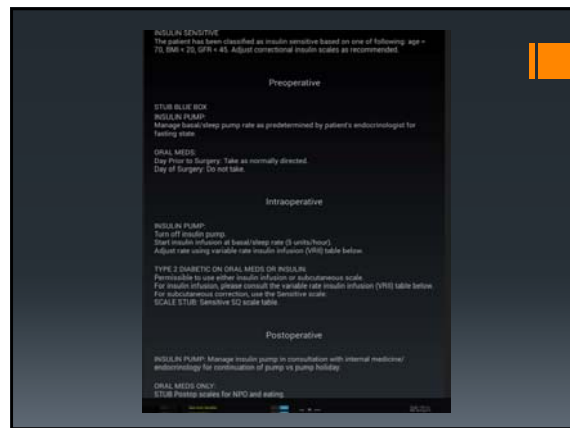 INSULIN SENSITIVE
The patient has been classified as insulin sensitive based on one of following: age =
70, BMI < 20, GFR < 45. Adjust correctional insulin scales as recommended.
Preoperative
STUB BLUE BOX
INSULIN PUMP:
Manage basal/sleep pump rate as predetermined by patient's endocrinologist for
fasting state.
ORAL MEDS:
Day Prior to Surgery: Take as normally directed.
Day of Surgery: Do not take.
Intraoperative
INSULIN PUMP:
Turn off insulin pump.
Start insulin infusion at basal/sleep rate (5 units/hour).
Adjust rate using variable rate insulin infusion (VRII) table below.
TYPE 2 DIABETIC ON ORAL MEDS OR INSULIN:
Permissible to use either insulin infusion or subcutaneous scale.
For insulin infusion, please consult the variable rate insulin infusion (VRII) table below.
For subcutaneous correction, use the Sensitive scale.
SCALE STUB: Sensitive SQ scale table
Postoperative
INSULIN PUMP: Manage insulin pump in consultation with internal medicine/
endocrinology for continuation of pump vs pump holiday.
ORAL MEDS ONLY:
STUB Postop scales for NPO and eating